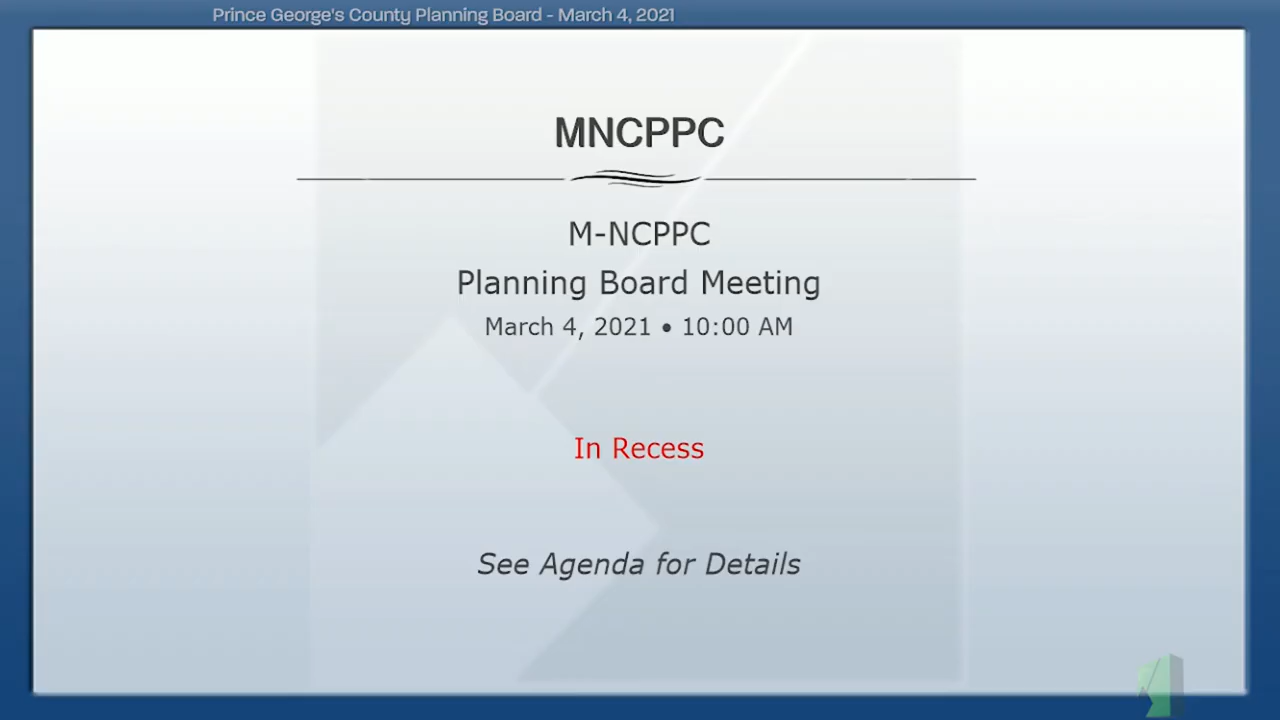 Prince George's County Planning Board - March 4, 2021
MNCPPC
M-NCPPC
Planning Board Meeting
March 4, 2021 • 10:00 AM
In Recess
See Agenda for Details